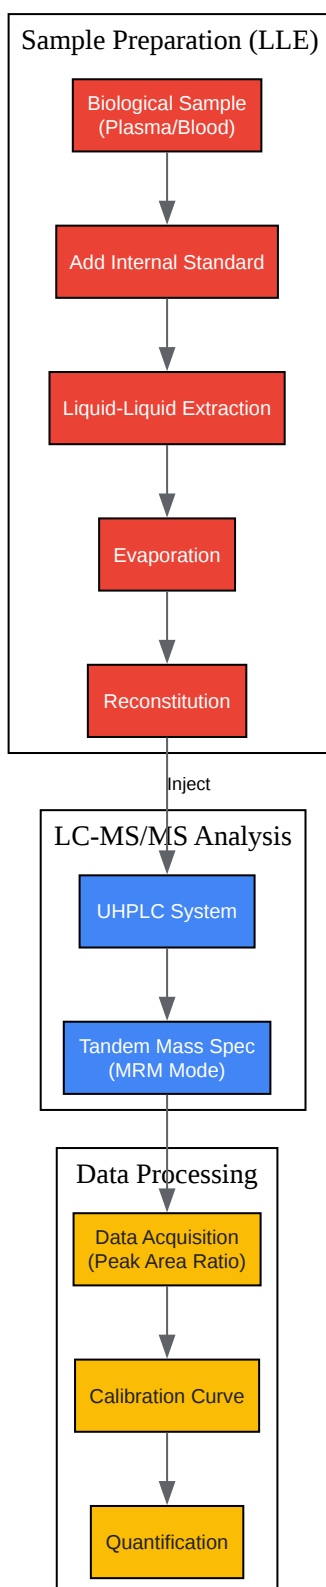 Sample Preparation (LLE)
Biological Sample
(Plasma/Blood)
Add Internal Standard
Liquid-Liquid Extraction
Evaporation
Reconstitution
Inject
LC-MS/MS Analysis
UHPLC System
Tandem Mass Spec
(MRM Mode)
Data Processing
Data Acquisition
(Peak Area Ratio)
Calibration Curve
Quantification